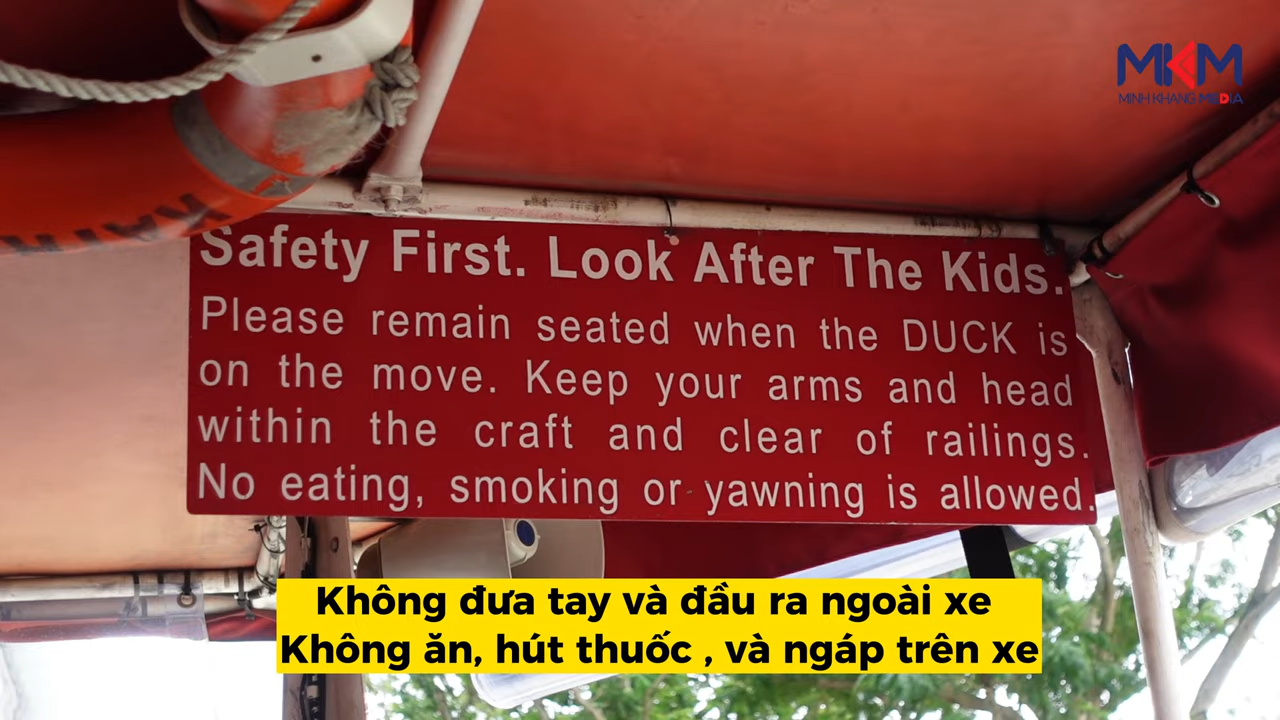 MKM
MINH KHANG MEDIA
Safety First. Look After The Kids.
Please remain seated when the DUCK is
on the move. Keep your arms and head
within the craft and clear of railings.
No eating, smoking or yawning is allowed.
Không đưa tay và đầu ra ngoài xe
Không ăn, hút thuốc , và ngáp trên xe